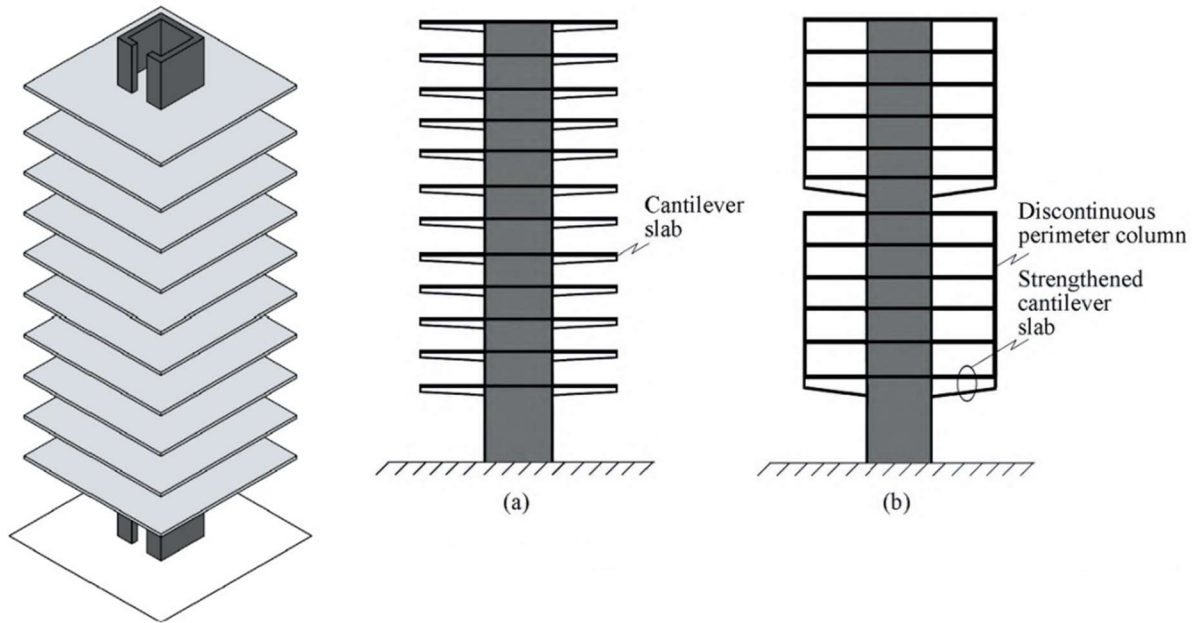 Cantilever
slab
Discontinuous
perimeter column
Strengthened
cantilever
slab
(a)
(b)